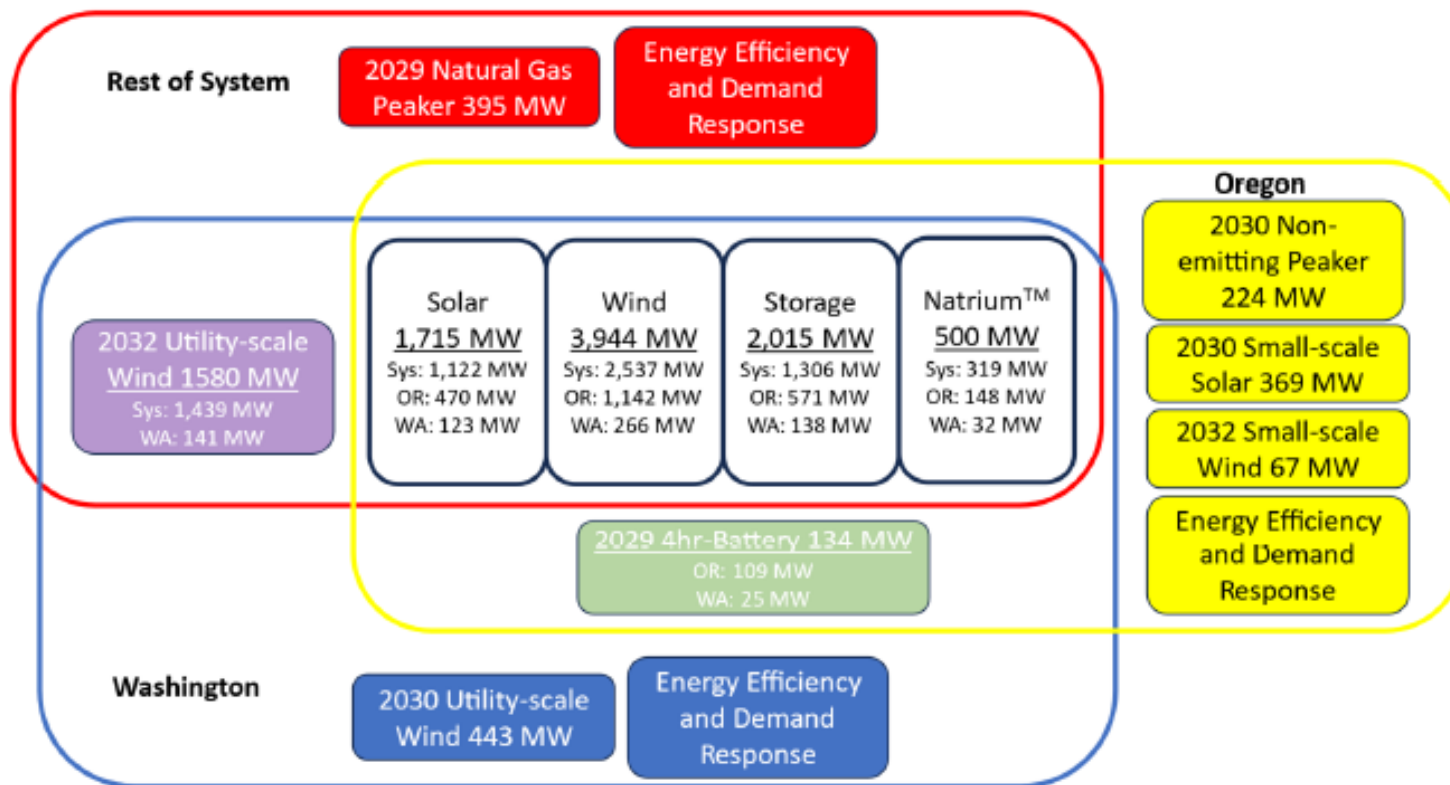 Rest of System
2029 Natural Gas
Peaker 395 MW
Energy Efficiency
and Demand
Response
Oregon
2030 Non-
emitting Peaker
224 MW
2030 Small-scale
Solar 369 MW
2032 Small-scale
Wind 67 MW
Energy Efficiency
and Demand
Response
2032 Utility-scale
Wind 1580 MW
Sys: 1,439 MW
WA: 141 MW
Solar
1,715 MW
Sys: 1,122 MW
OR: 470 MW
WA: 123 MW
Wind
3,944 MW
Sys: 2,537 MW
OR: 1,142 MW
WA: 266 MW
Storage
2,015 MW
Sys: 1,306 MW
OR: 571 MW
WA: 138 MW
Natrium™
500 MW
Sys: 319 MW
OR: 148 MW
WA: 32 MW
2029 4hr-Battery 134 MW
OR: 109 MW
WA: 25 MW
Washington
2030 Utility-scale
Wind 443 MW
Energy Efficiency
and Demand
Response